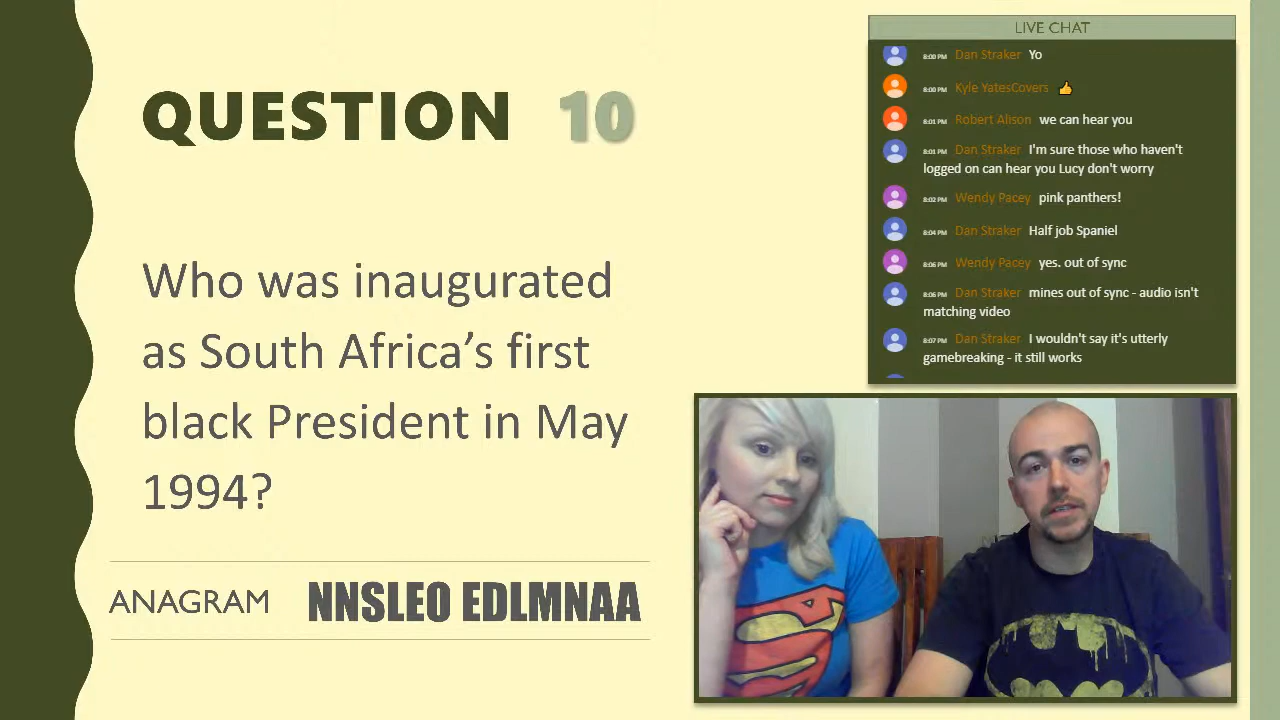 QUESTION 10
Who was inaugurated
as South Africa’s first
black President in May
1994?
ANAGRAM NNSLEO EDLMNAA
LIVE CHAT
8:00 PM Dan Straker Yo
8:00 PM Kyle YatesCovers 👍
8:01 PM Robert Alison we can hear you
8:01 PM Dan Straker I'm sure those who haven't
logged on can hear you Lucy don't worry
8:02 PM Wendy Pacey pink panthers!
8:04 PM Dan Straker Half job Spaniel
8:06 PM Wendy Pacey yes. out of sync
8:06 PM Dan Straker mines out of sync - audio isn't
matching video
8:07 PM Dan Straker I wouldn't say it's utterly
gamebreaking - it still works